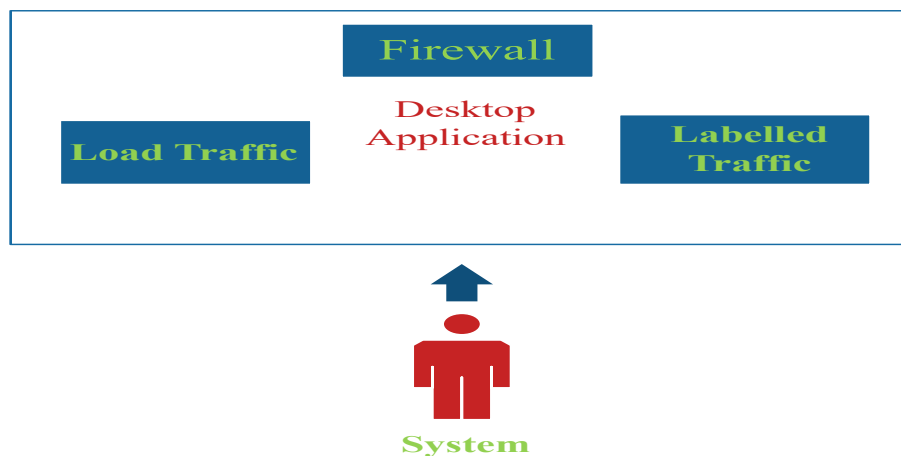 Firewall
Desktop
Application
Load Traffic
Labelled
Traffic
System